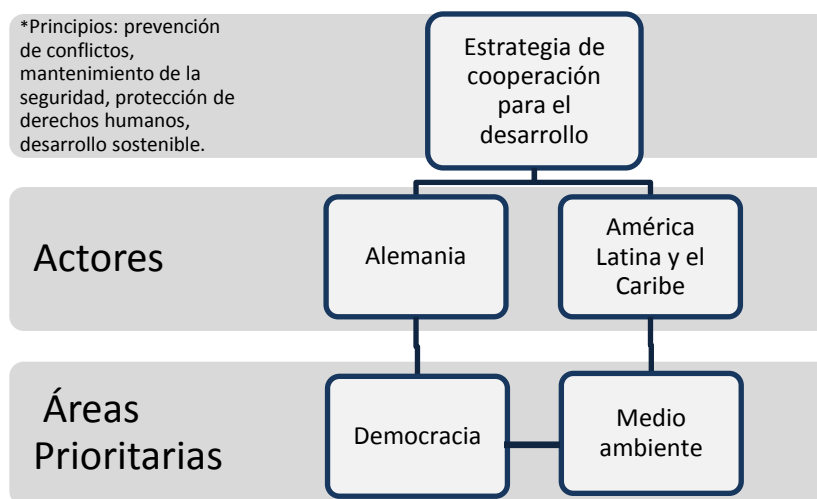 *Principios: prevención
de conflictos,
mantenimiento de la
seguridad, protección de
derechos humanos,
desarrollo sostenible.
Estrategia de
cooperación
para el
desarrollo
Actores
Alemania
América
Latina y el
Caribe
Áreas
Prioritarias
Democracia
Medio
ambiente